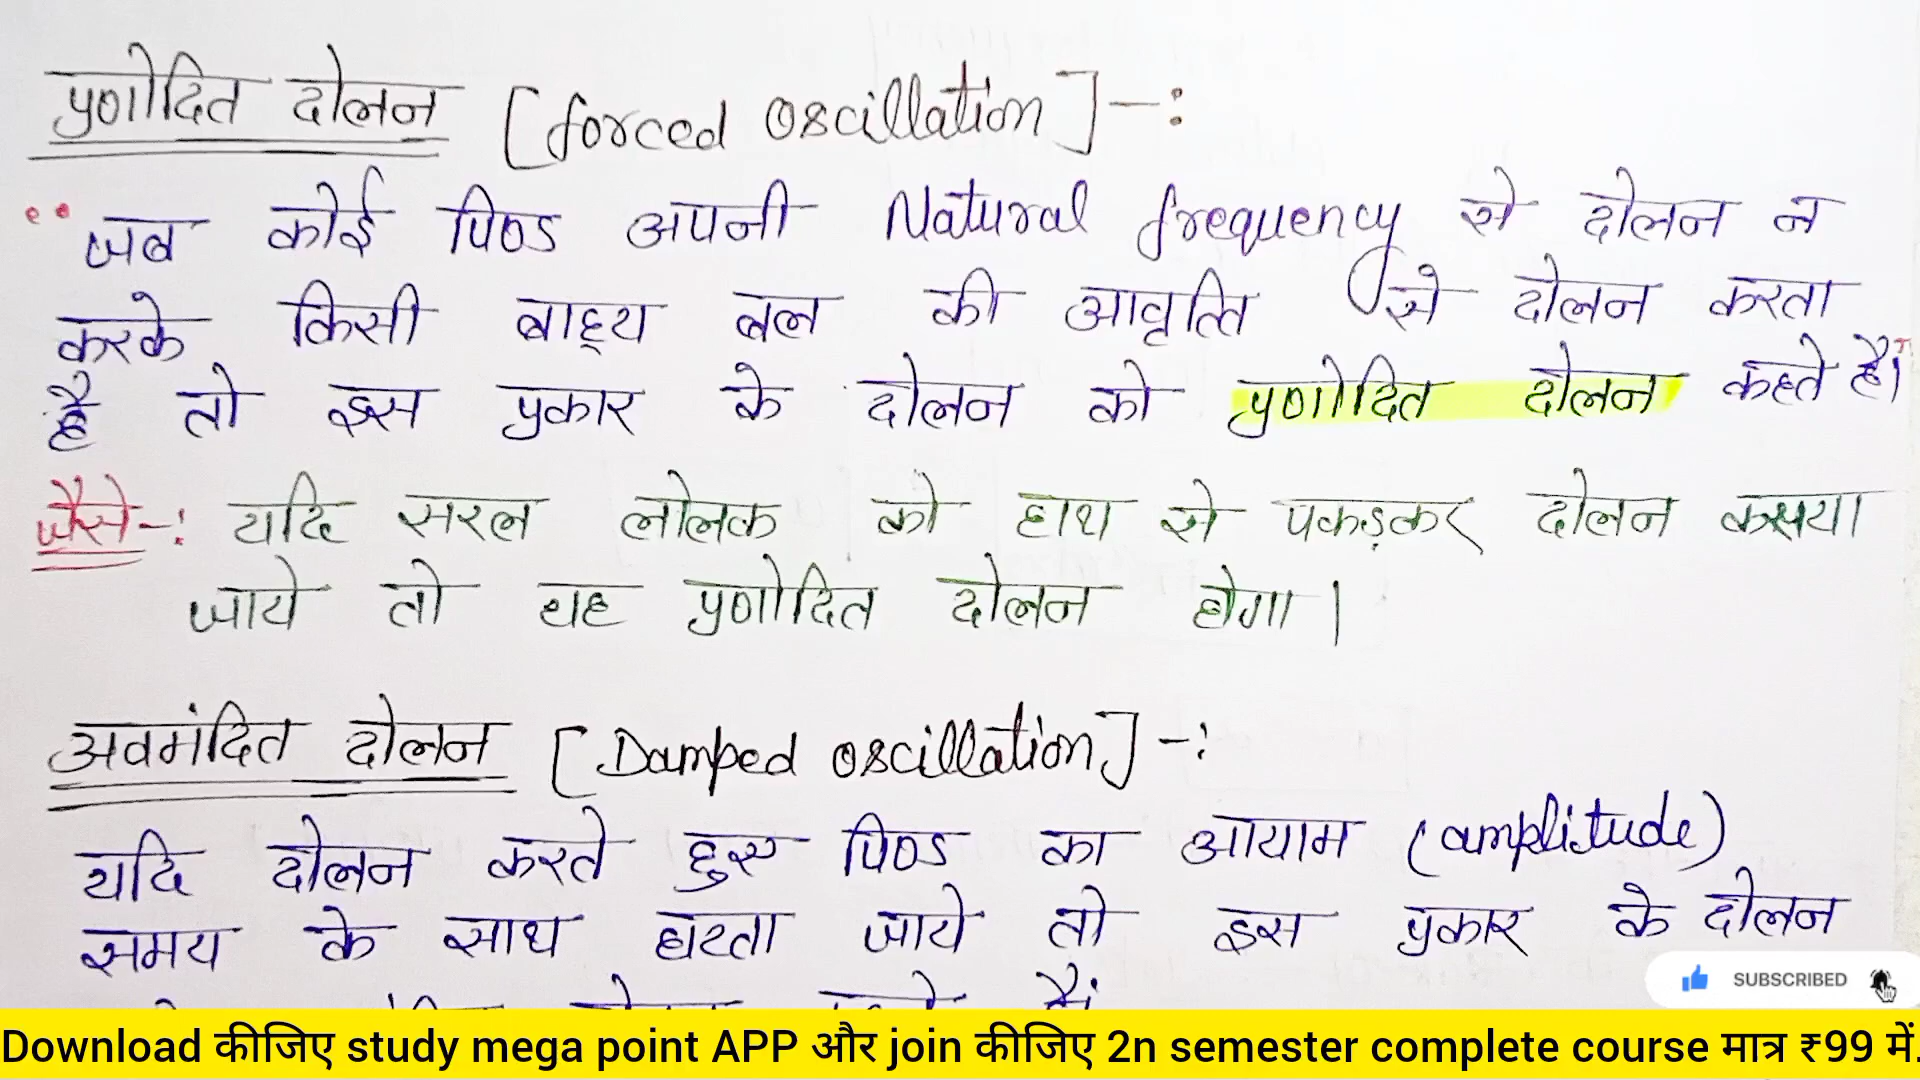 प्रणोदित दोलन [forced oscillation] -:
जब कोई पिण्ड अपनी Natural frequency से दोलन न
करके किसी बाह्य बल की आवृत्ति से दोलन करता
है तो इस प्रकार के दोलन को प्रणोदित दोलन कहते हैं।
जैसे-: यदि सरल लोलक को हाथ से पकड़कर दोलन कराया
जाये तो यह प्रणोदित दोलन होगा।
अवमंदित दोलन [Damped oscillation] -:
यदि दोलन करते हुए पिण्ड का आयाम (amplitude)
समय के साथ घटता जाये तो इस प्रकार के दोलन
SUBSCRIBED
Download कीजिए study mega point APP और join कीजिए 2n semester complete course मात्र ₹99 में.